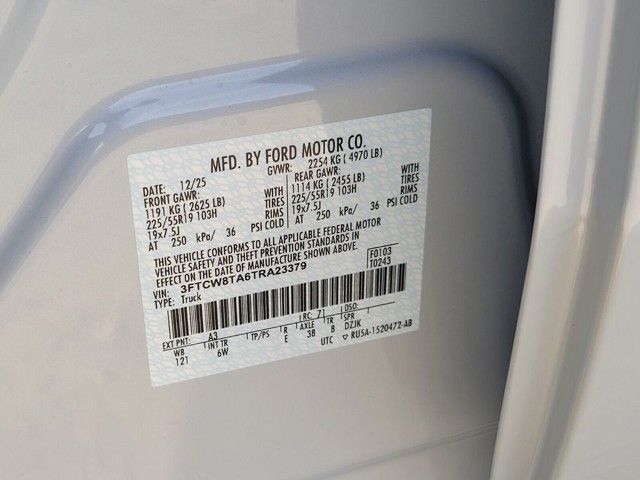 MFD. BY FORD MOTOR CO.
DATE: 12/25 GVWR: 2254 KG ( 4970 LB)
FRONT GAWR: REAR GAWR:
1191 KG ( 2625 LB) WITH 1114 KG ( 2455 LB) WITH
225/55R19 103H TIRES 225/55R19 103H TIRES
19x7.5J RIMS 19x7.5J RIMS
AT 250 kPa/ 36 PSI COLD AT 250 kPa/ 36 PSI COLD
THIS VEHICLE CONFORMS TO ALL APPLICABLE FEDERAL MOTOR
VEHICLE SAFETY AND THEFT PREVENTION STANDARDS IN
EFFECT ON THE DATE OF MANUFACTURE SHOWN ABOVE.
VIN: 3FTCW8TA6TRA23379 F0103
TYPE: Truck T0243
EXT PNT: A3 RC: 71 DSO:
WB INT TR TP/PS R AXLE TR SPR
121 6W E 3B B DZJK
UTC ▽ RU5A-1520472-AB